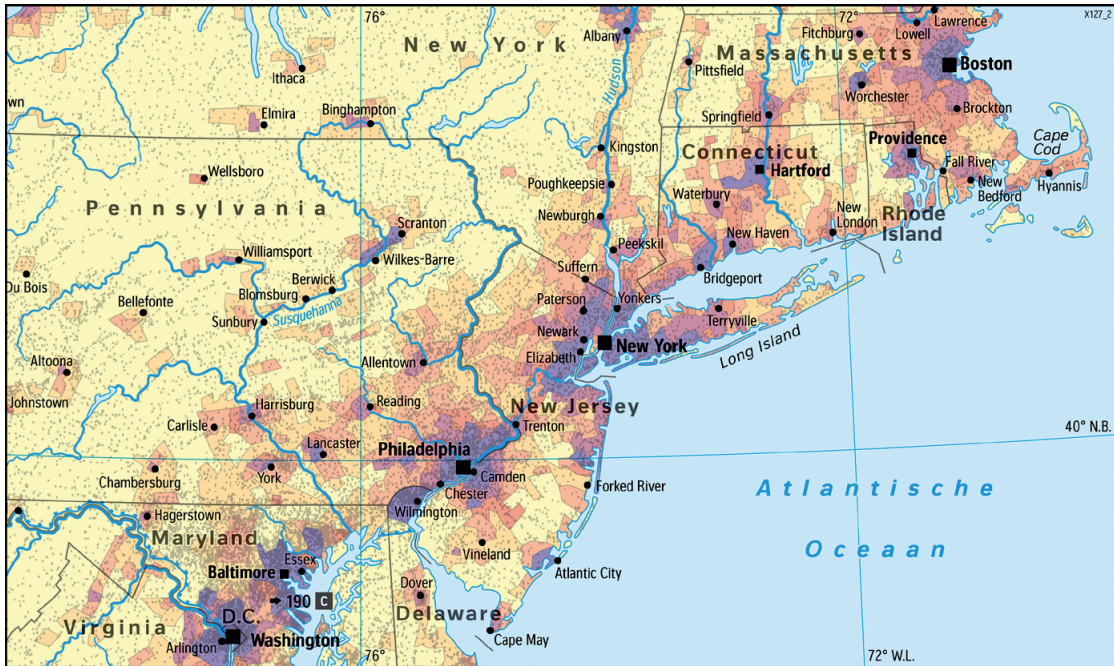 76°
72°
X127_2
Lawrence
Fitchburg
Lowell
Albany
New York
Massachusetts
Boston
Ithaca
Pittsfield
Hudson
Worchester
own
Elmira
Binghampton
Springfield
Brockton
Cape
Cod
Providence
Kingston
Connecticut
Hartford
Fall River
Wellsboro
Poughkeepsie
Waterbury
New
Bedford
Hyannis
Pennsylvania
Newburgh
New
London
Rhode
Island
Scranton
New Haven
Peekskil
Williamsport
Wilkes-Barre
Suffern
Bridgeport
Du Bois
Berwick
Blomsburg
Bellefonte
Paterson
Yonkers
Susquehanna
Sunbury
Terryville
Newark
New York
Long Island
Altoona
Allentown
Elizabeth
Johnstown
Reading
New Jersey
Harrisburg
Carlisle
Trenton
40° N.B.
Lancaster
Philadelphia
Camden
Chambersburg
York
Chester
Forked River
Atlantische
Oceaan
Wilmington
Hagerstown
Maryland
Vineland
Essex
Baltimore
Atlantic City
Dover
190 C
Delaware
D.C.
Virginia
Washington
Arlington
Cape May
76°
72° W.L.